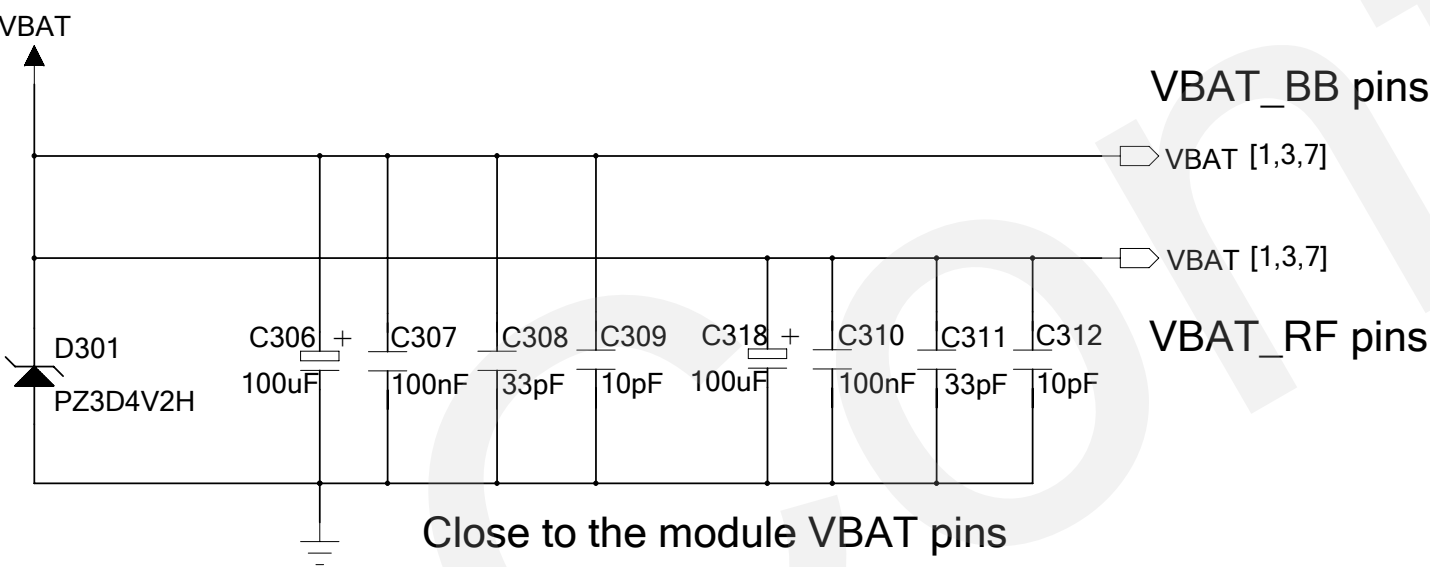 VBAT
VBAT_BB pins
VBAT [1,3,7]
VBAT [1,3,7]
VBAT_RF pins
D301
PZ3D4V2H
C306 +
100uF
C307
100nF
C308
33pF
C309
10pF
C318 +
100uF
C310
100nF
C311
33pF
C312
10pF
Close to the module VBAT pins